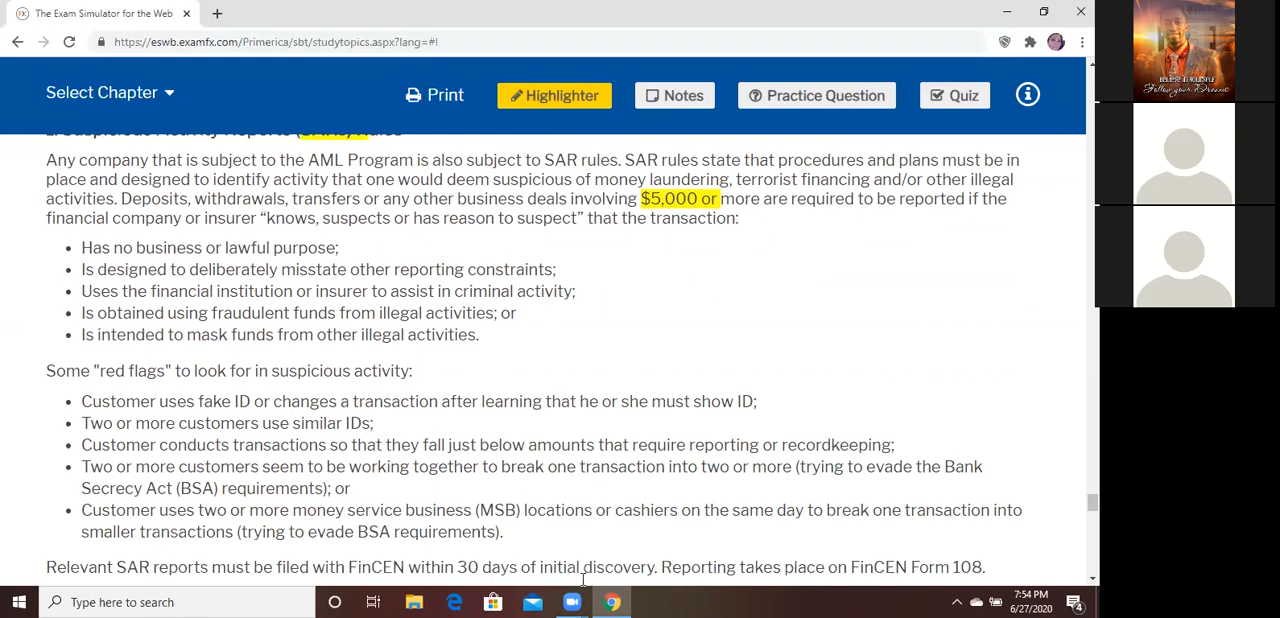 The Exam Simulator for the Web
https://eswb.examfx.com/Primerica/sbt/studytopics.aspx?lang=#!
Select Chapter
Print
Highlighter
Notes
Practice Question
Quiz
Suspicious Activity Reports (SARs) Rules
Any company that is subject to the AML Program is also subject to SAR rules. SAR rules state that procedures and plans must be in
place and designed to identify activity that one would deem suspicious of money laundering, terrorist financing and/or other illegal
activities. Deposits, withdrawals, transfers or any other business deals involving $5,000 or more are required to be reported if the
financial company or insurer “knows, suspects or has reason to suspect” that the transaction:
• Has no business or lawful purpose;
• Is designed to deliberately misstate other reporting constraints;
• Uses the financial institution or insurer to assist in criminal activity;
• Is obtained using fraudulent funds from illegal activities; or
• Is intended to mask funds from other illegal activities.
Some "red flags" to look for in suspicious activity:
• Customer uses fake ID or changes a transaction after learning that he or she must show ID;
• Two or more customers use similar IDs;
• Customer conducts transactions so that they fall just below amounts that require reporting or recordkeeping;
• Two or more customers seem to be working together to break one transaction into two or more (trying to evade the Bank
Secrecy Act (BSA) requirements); or
• Customer uses two or more money service business (MSB) locations or cashiers on the same day to break one transaction into
smaller transactions (trying to evade BSA requirements).
Relevant SAR reports must be filed with FinCEN within 30 days of initial discovery. Reporting takes place on FinCEN Form 108.
Type here to search
7:54 PM
6/27/2020
4
BELIEVE IN YOURSELF
Follow your Dreams